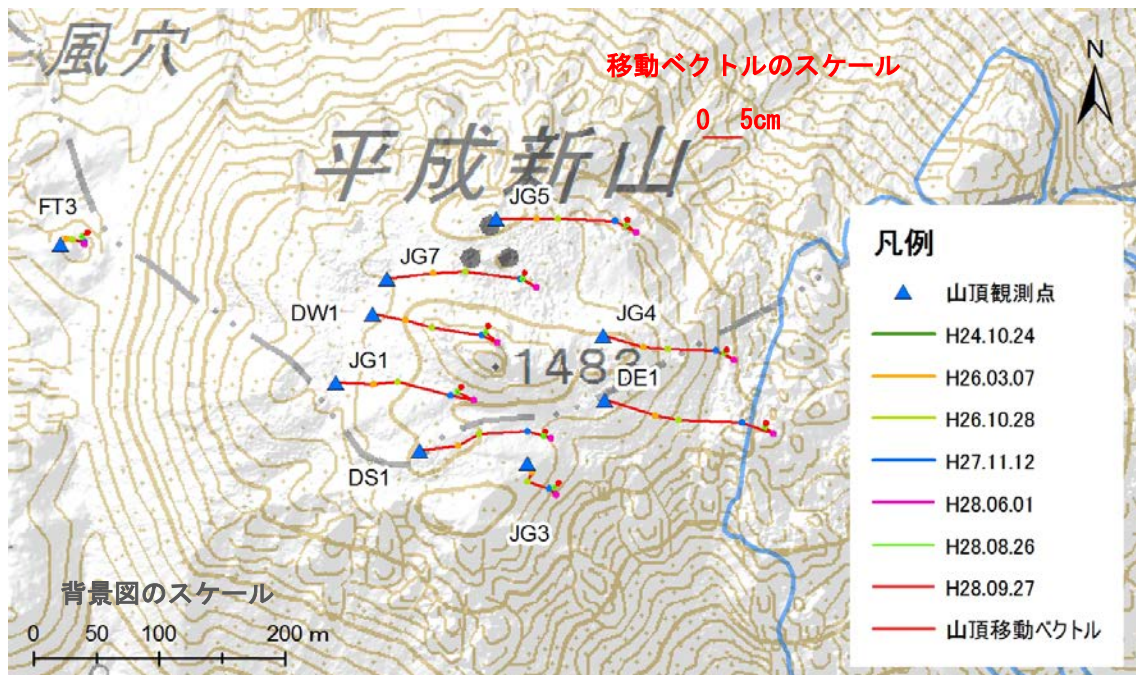 風穴
移動ベクトルのスケール
N
0 5cm
平成新山
FT3
JG5
JG7
DW1
JG4
1483
JG1
DE1
DS1
JG3
背景図のスケール
0 50 100 200 m
凡例
山頂観測点
H24.10.24
H26.03.07
H26.10.28
H27.11.12
H28.06.01
H28.08.26
H28.09.27
山頂移動ベクトル